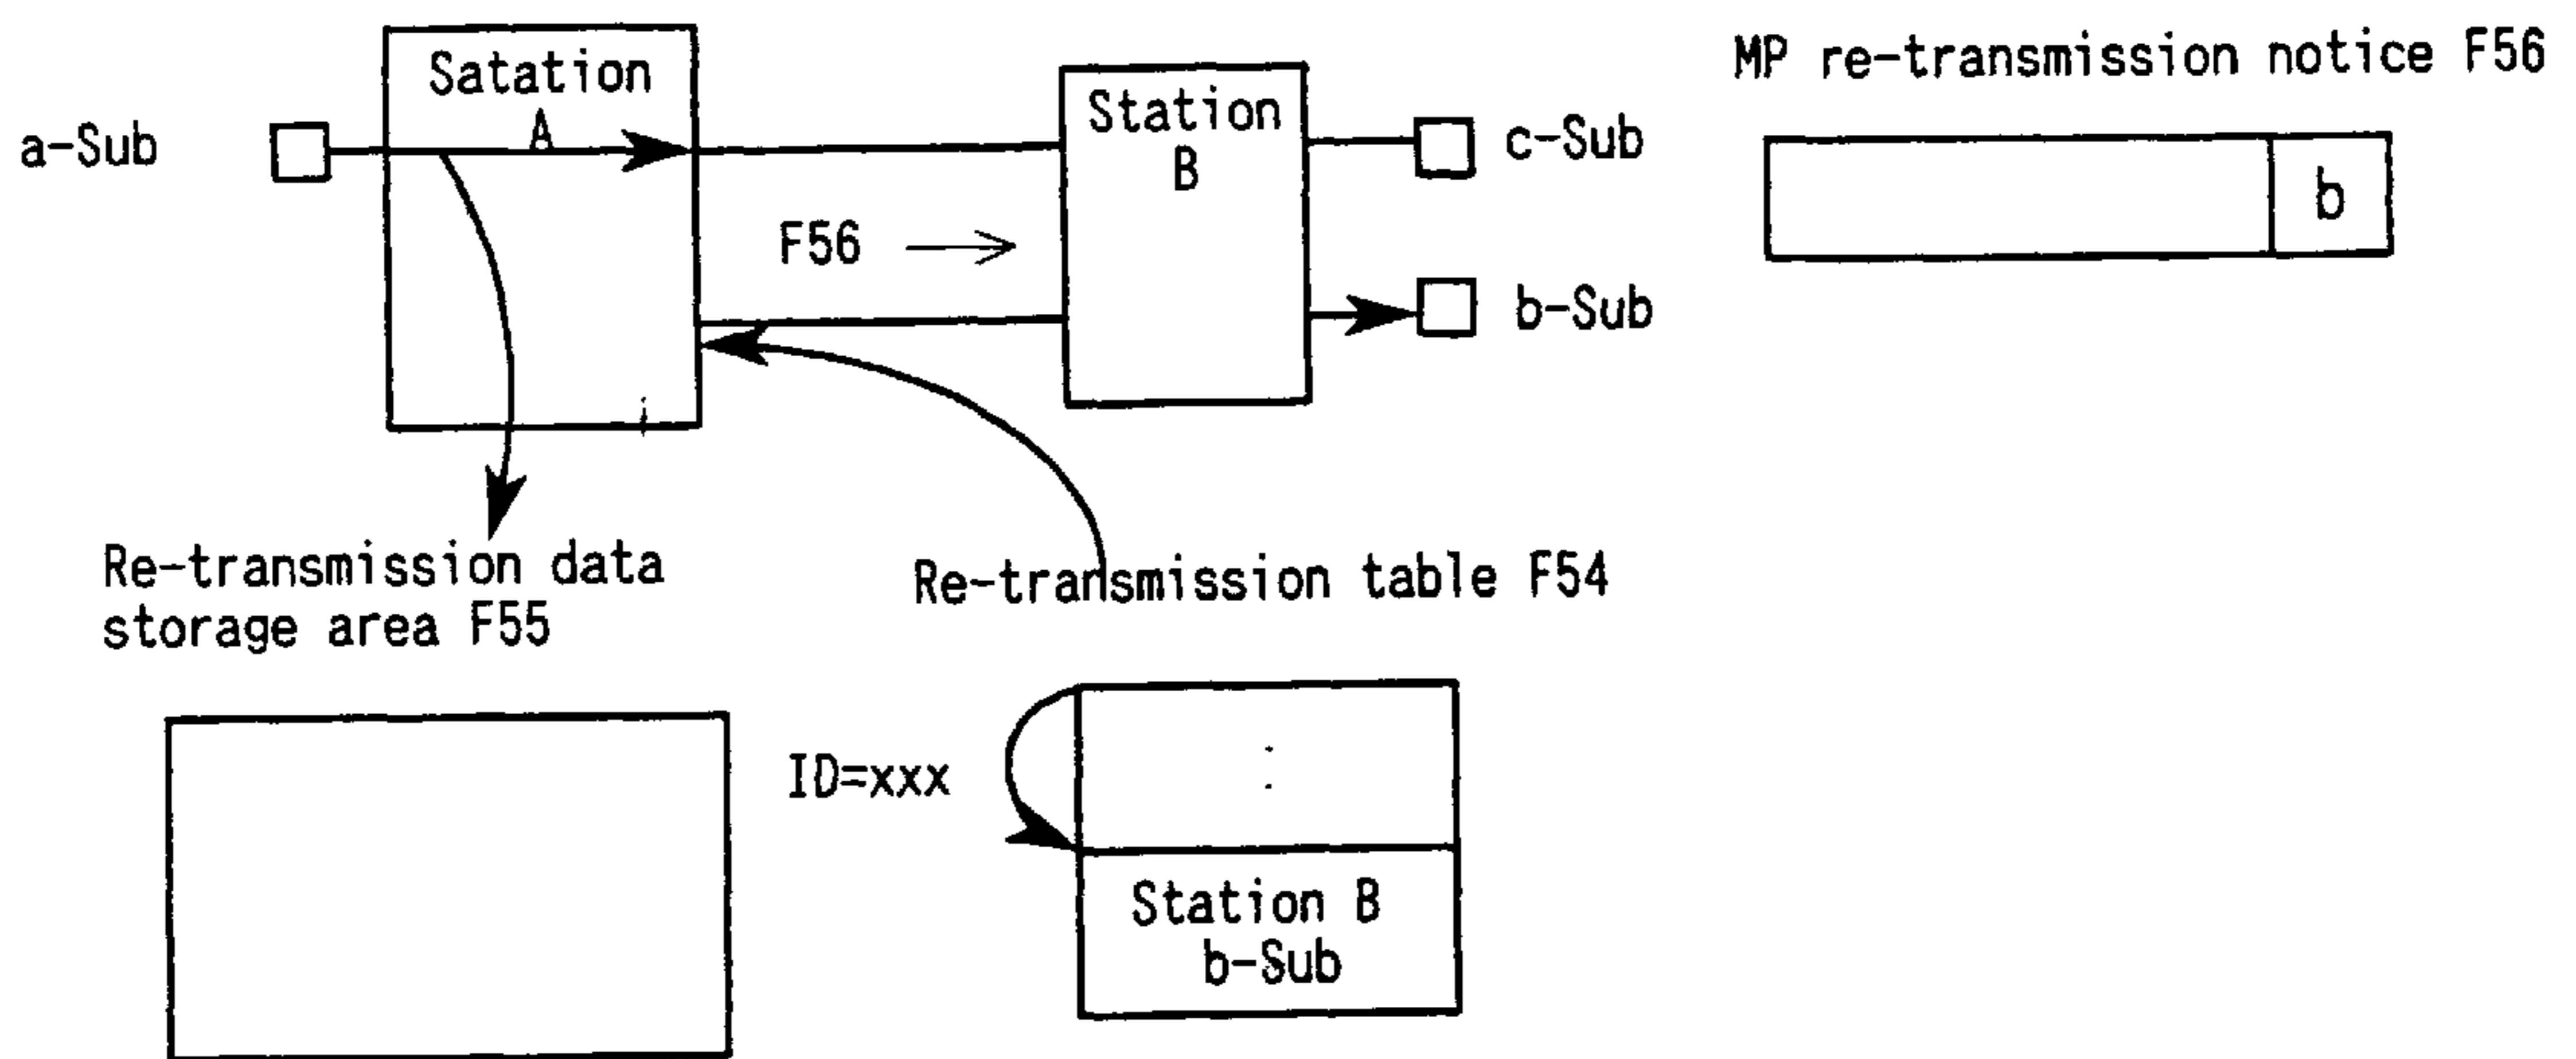 Satation
A
a-Sub
Station
B
c-Sub
b-Sub
F56
MP re-transmission notice F56
b
Re-transmission data
storage area F55
Re-transmission table F54
ID=xxx
:
Station B
b-Sub